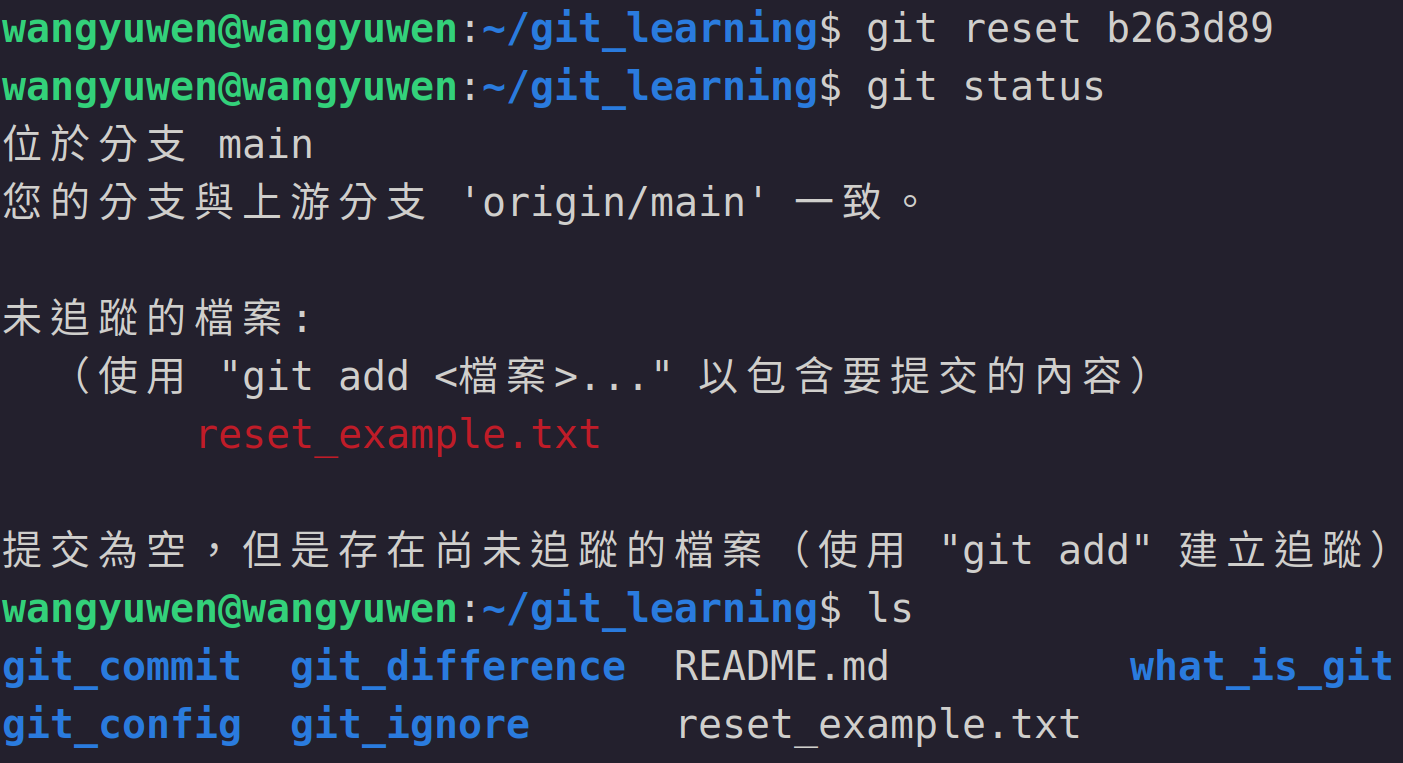 wangyuwen@wangyuwen:~/git_learning$ git reset b263d89
wangyuwen@wangyuwen:~/git_learning$ git status
位於分支 main
您的分支與上游分支 'origin/main' 一致。
未追蹤的檔案:
（使用 "git add <檔案>..." 以包含要提交的內容）
reset_example.txt
提交為空，但是存在尚未追蹤的檔案（使用 "git add" 建立追蹤）
wangyuwen@wangyuwen:~/git_learning$ ls
git_commit git_difference README.md what_is_git
git_config git_ignore reset_example.txt